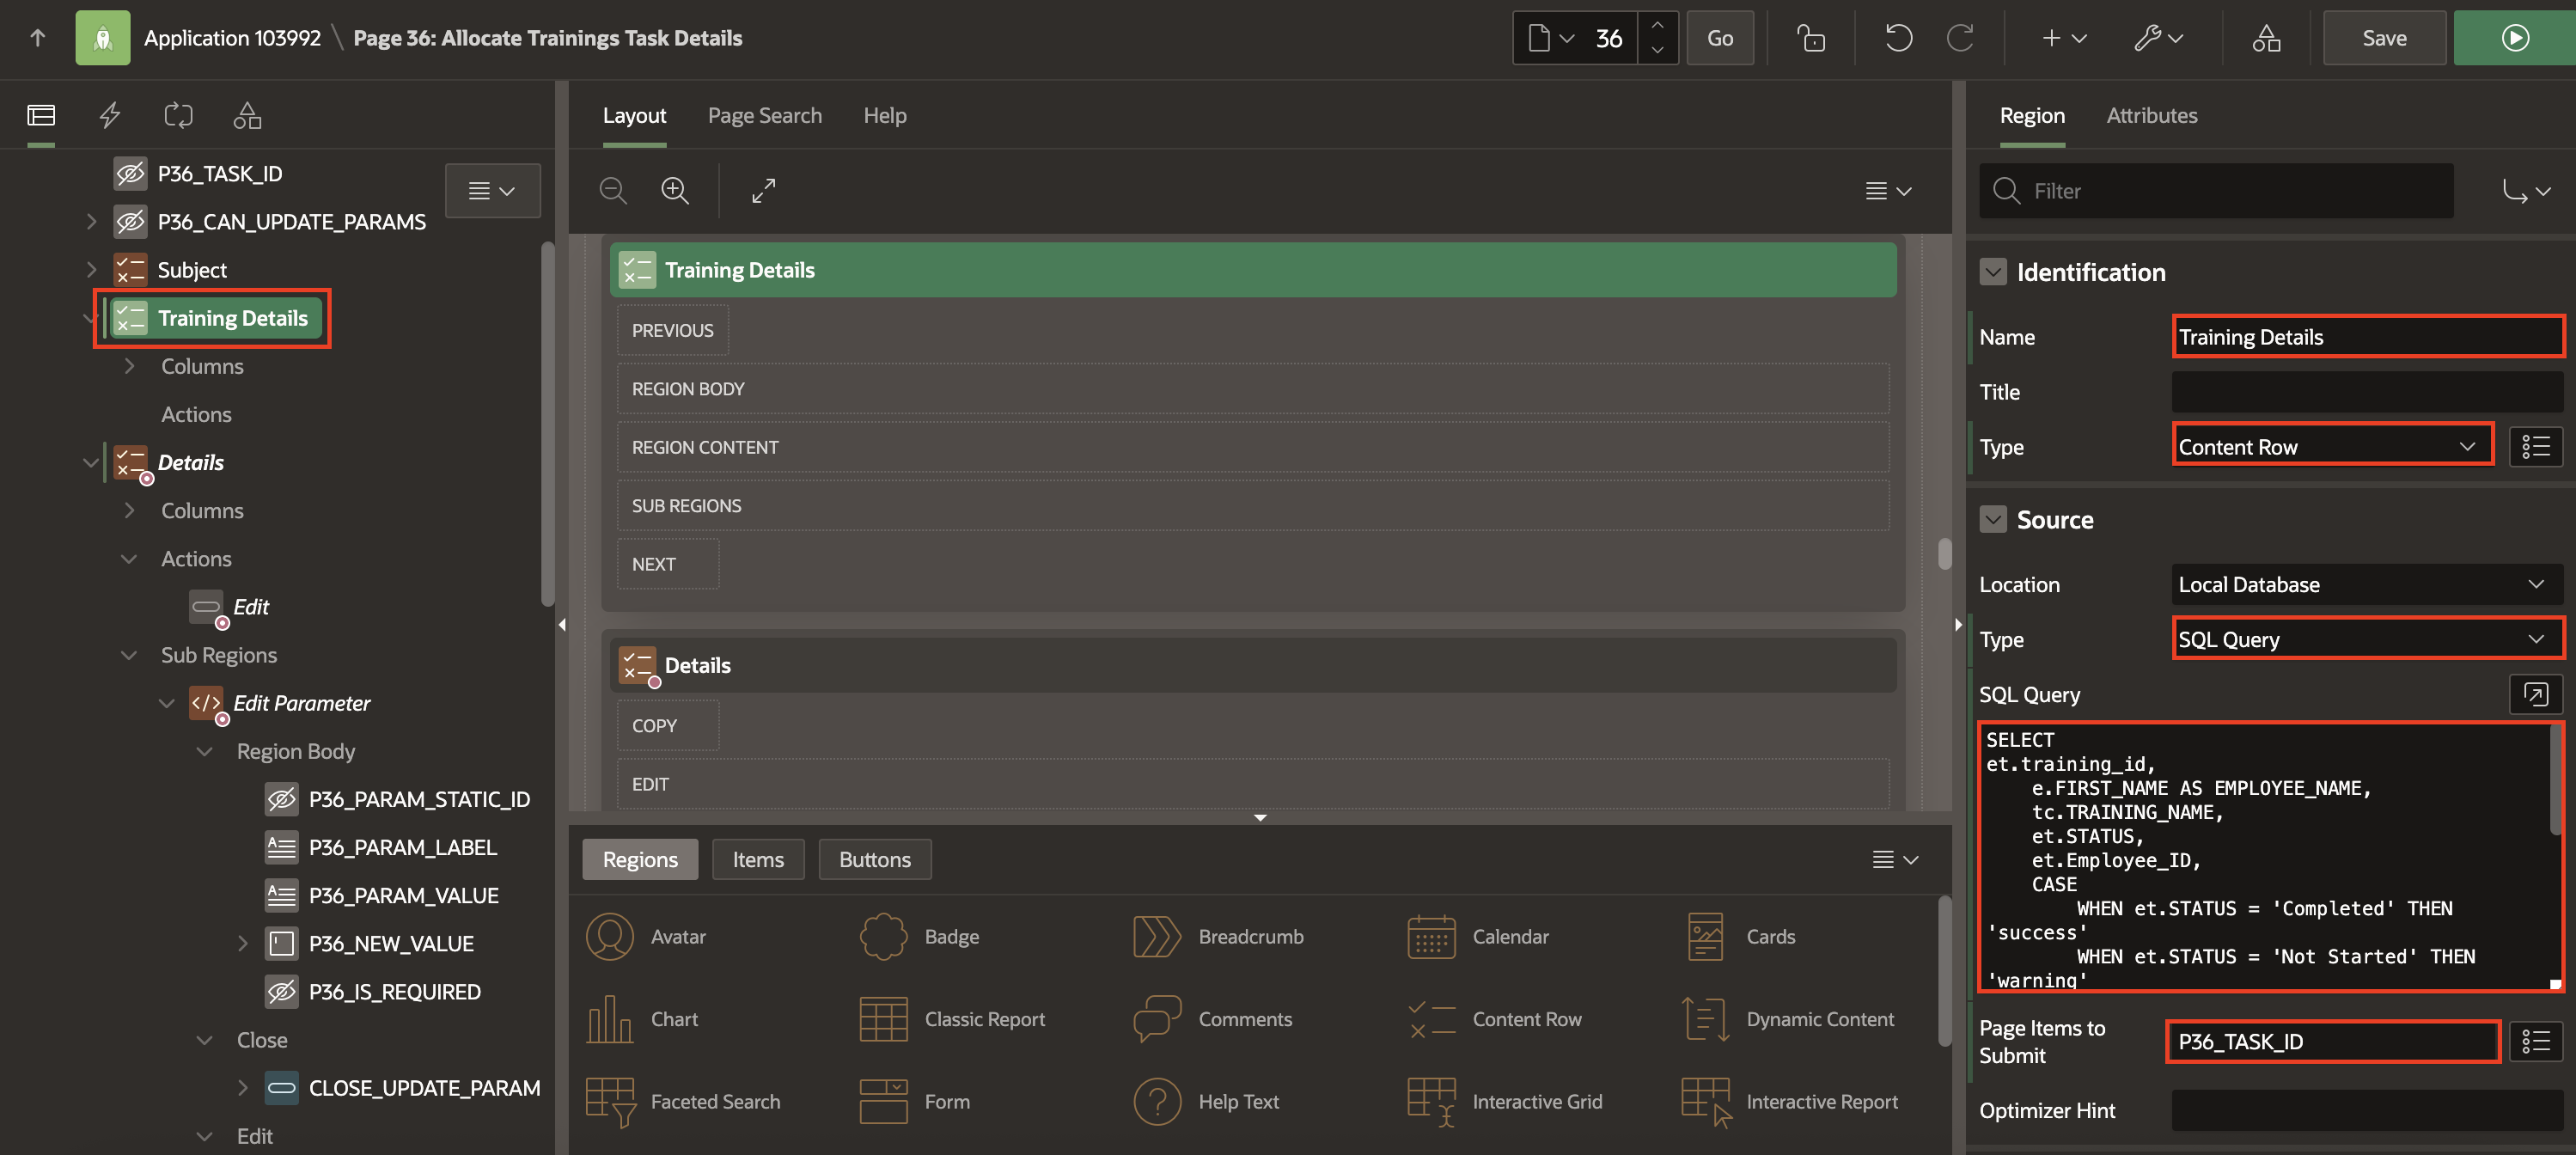 Application 103992 \ Page 36: Allocate Trainings Task Details
36
Go
Save
P36_TASK_ID
P36_CAN_UPDATE_PARAMS
Subject
Training Details
Columns
Actions
Details
Columns
Actions
Edit
Sub Regions
Edit Parameter
Region Body
P36_PARAM_STATIC_ID
P36_PARAM_LABEL
P36_PARAM_VALUE
P36_NEW_VALUE
P36_IS_REQUIRED
Close
CLOSE_UPDATE_PARAM
Edit
Layout
Page Search
Help
Training Details
PREVIOUS
REGION BODY
REGION CONTENT
SUB REGIONS
NEXT
Details
COPY
EDIT
Regions
Items
Buttons
Avatar
Badge
Breadcrumb
Calendar
Cards
Chart
Classic Report
Comments
Content Row
Dynamic Content
Faceted Search
Form
Help Text
Interactive Grid
Interactive Report
Region
Attributes
Filter
Identification
Name
Training Details
Title
Type
Content Row
Source
Location
Local Database
Type
SQL Query
SQL Query
SELECT
et.training_id,
e.FIRST_NAME AS EMPLOYEE_NAME,
tc.TRAINING_NAME,
et.STATUS,
et.Employee_ID,
CASE
WHEN et.STATUS = 'Completed' THEN
'success'
WHEN et.STATUS = 'Not Started' THEN
'warning'
Page Items to
Submit
P36_TASK_ID
Optimizer Hint